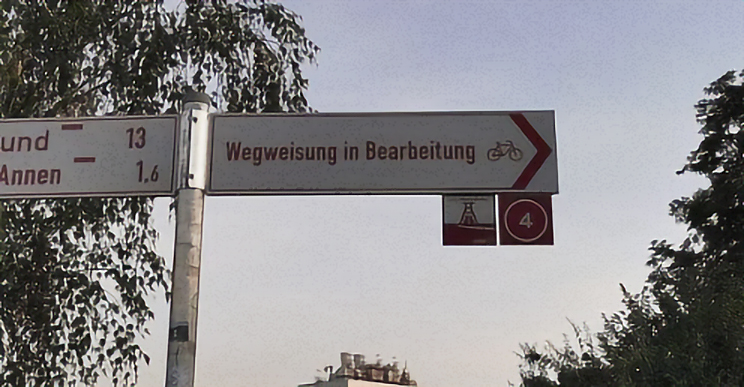 und 13
Annen 1,6
Wegweisung in Bearbeitung
4